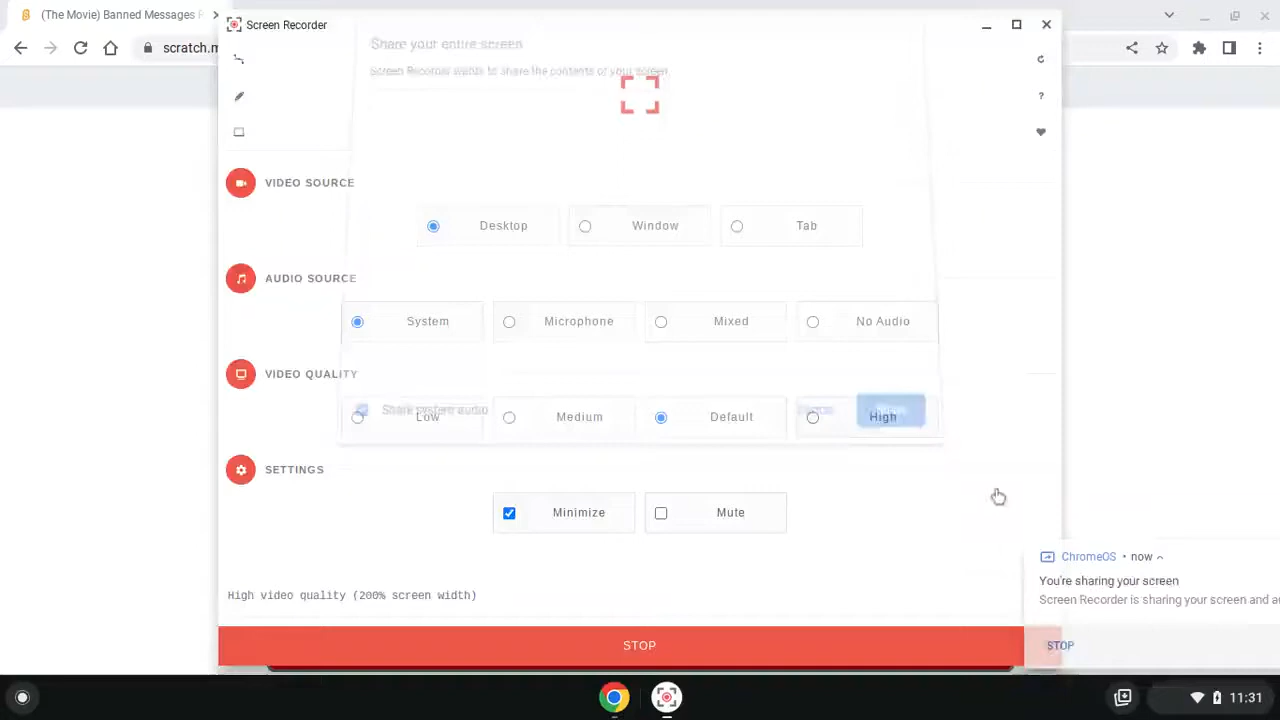 (The Movie) Banned Messages R
Screen Recorder
scratch.m
Share your entire screen
Screen Recorder wants to share the contents of your screen.
?
VIDEO SOURCE
Desktop
Window
Tab
AUDIO SOURCE
System
Microphone
Mixed
No Audio
VIDEO QUALITY
Share system audio
Low
Medium
Default
High
SETTINGS
Minimize
Mute
ChromeOS • now
You're sharing your screen
Screen Recorder is sharing your screen and au
High video quality (200% screen width)
STOP
STOP
11:31